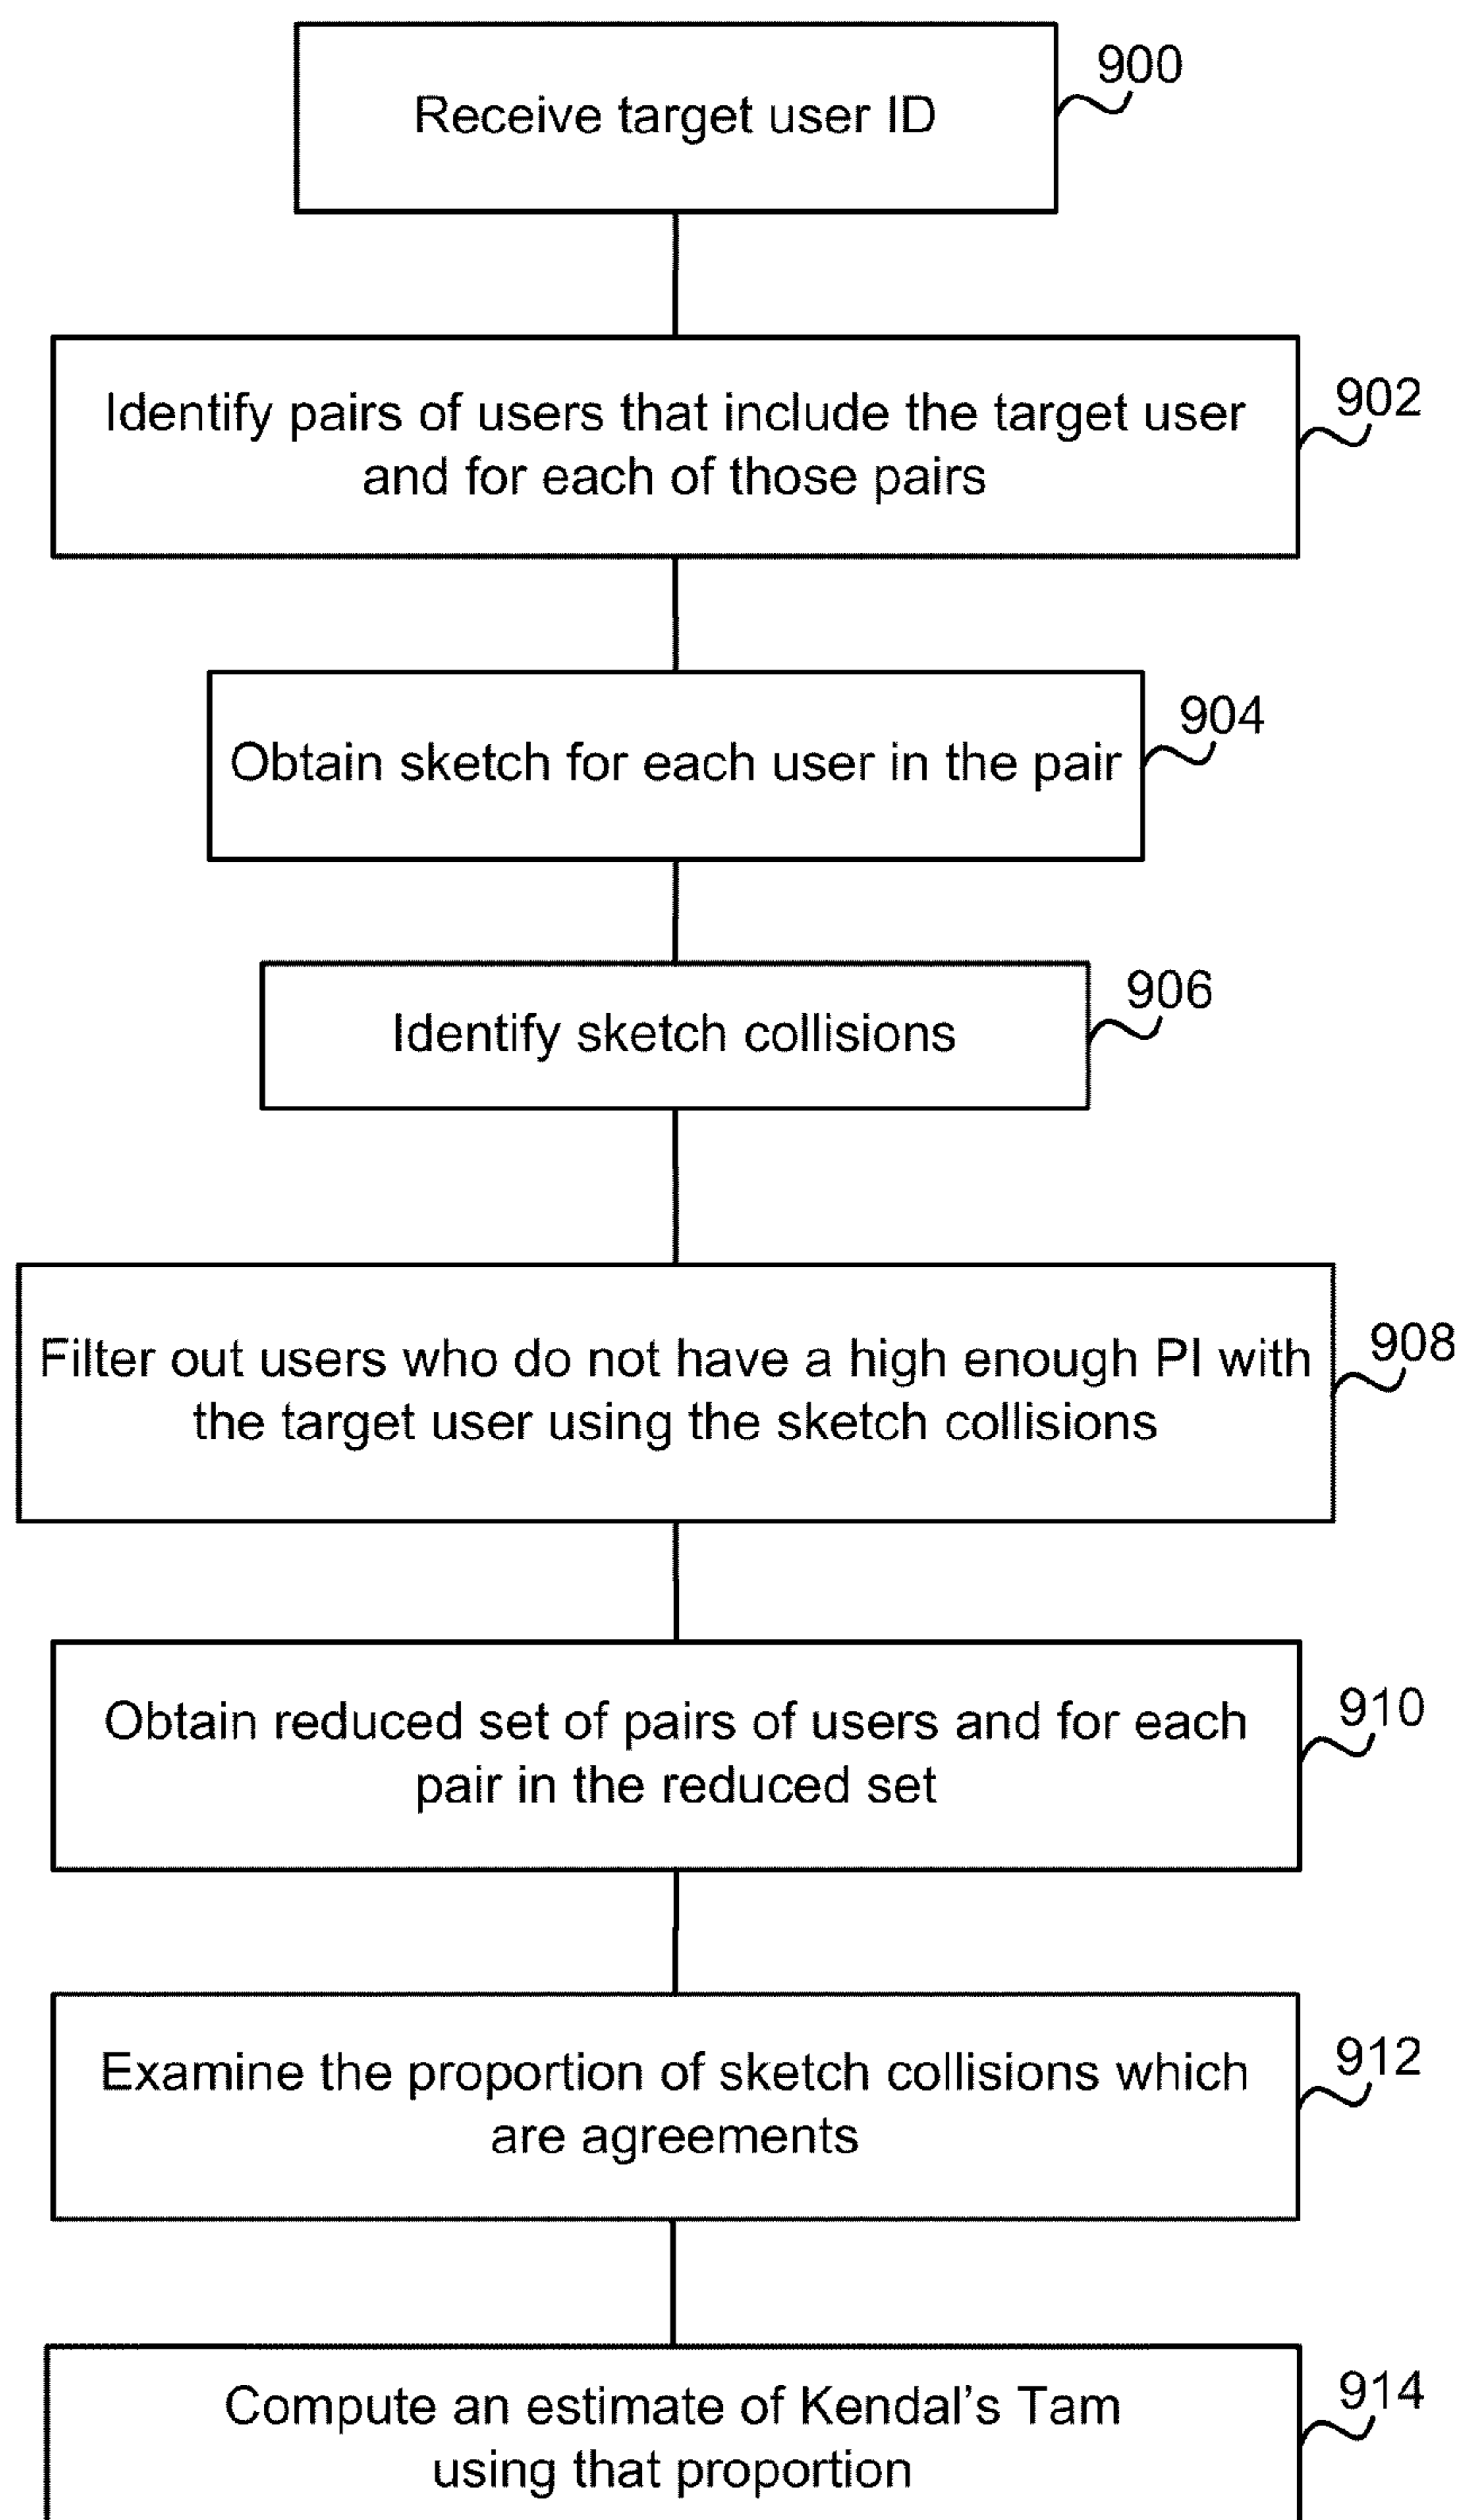 Receive target user ID
900
Identify pairs of users that include the target user
and for each of those pairs
902
Obtain sketch for each user in the pair
904
Identify sketch collisions
906
Filter out users who do not have a high enough PI with
the target user using the sketch collisions
908
Obtain reduced set of pairs of users and for each
pair in the reduced set
910
Examine the proportion of sketch collisions which
are agreements
912
Compute an estimate of Kendal's Tam
using that proportion
914